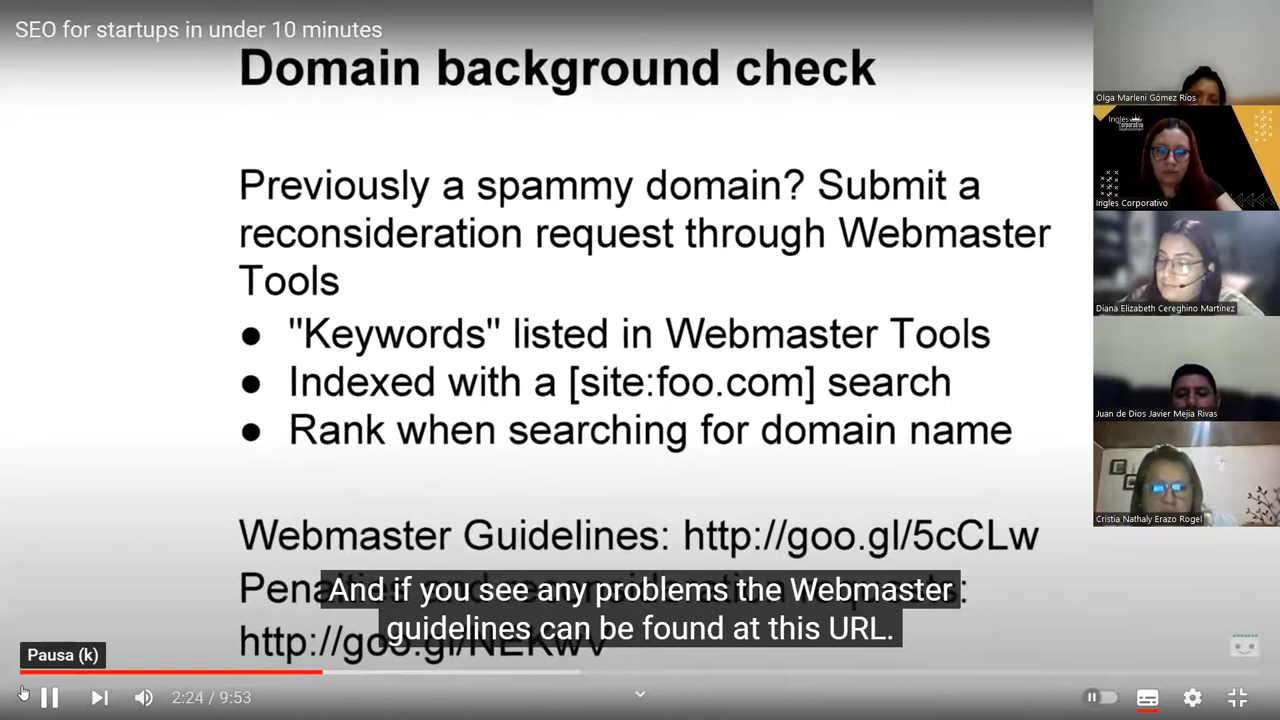 SEO for startups in under 10 minutes
Domain background check
Previously a spammy domain? Submit a
reconsideration request through Webmaster
Tools
● "Keywords" listed in Webmaster Tools
● Indexed with a [site:foo.com] search
● Rank when searching for domain name
Webmaster Guidelines: http://goo.gl/5cCLw
And if you see any problems the Webmaster
guidelines can be found at this URL.
Pausa (k)
2:24 / 9:53
Olga Marleni Gómez Ríos
Inglés
Corporativo
Ingles Corporativo
Diana Elizabeth Cereghino Martínez
Juan de Dios Javier Mejia Rivas
Cristia Nathaly Erazo Rogel